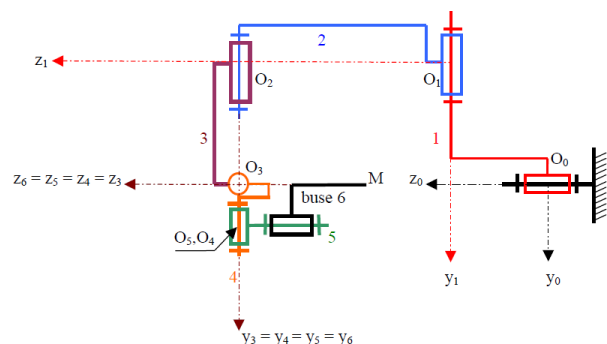 2
z1
O2
O1
3
1
O0
z6 = z5 = z4 = z3
O3
M
z0
buse 6
O5,O4
5
4
y1
y0
y3 = y4 = y5 = y6